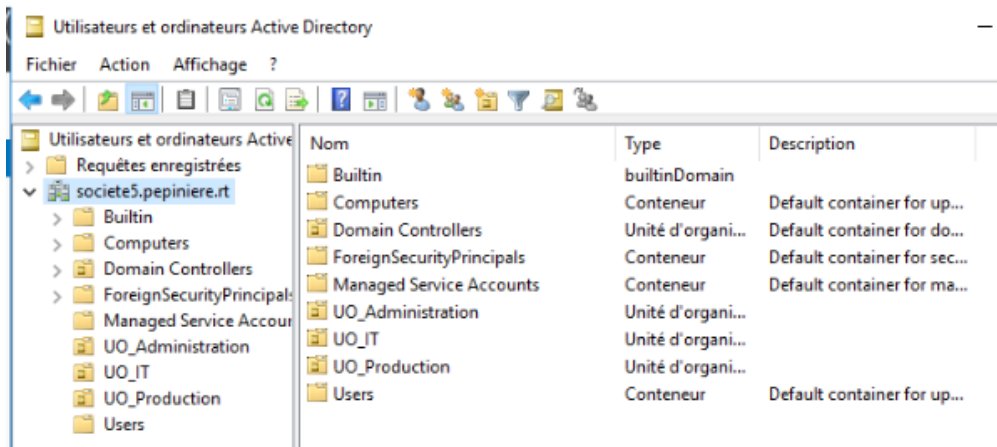 Utilisateurs et ordinateurs Active Directory
Fichier Action Affichage ?
Utilisateurs et ordinateurs Active
Requêtes enregistrées
societe5.pepiniere.rt
Builtin
Computers
Domain Controllers
ForeignSecurityPrincipals
Managed Service Accour
UO_Administration
UO_IT
UO_Production
Users
Nom Type Description
Builtin builtinDomain
Computers Conteneur Default container for up...
Domain Controllers Unité d'organi... Default container for do...
ForeignSecurityPrincipals Conteneur Default container for sec...
Managed Service Accounts Conteneur Default container for ma...
UO_Administration Unité d'organi...
UO_IT Unité d'organi...
UO_Production Unité d'organi...
Users Conteneur Default container for up...